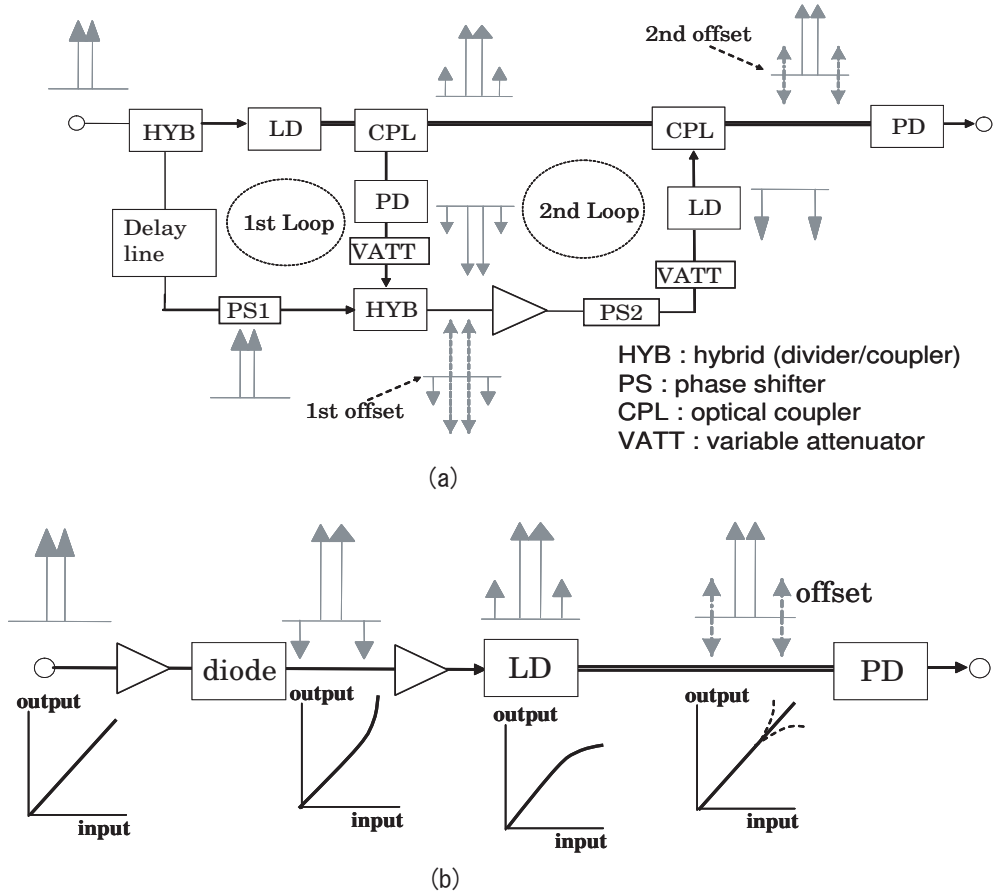 2nd offset
HYB
LD
CPL
CPL
PD
Delay
line
1st Loop
PD
2nd Loop
LD
VATT
VATT
PS1
HYB
PS2
1st offset
HYB : hybrid (divider/coupler)
PS : phase shifter
CPL : optical coupler
VATT : variable attenuator
(a)
offset
diode
LD
PD
output
input
output
input
output
input
output
input
(b)